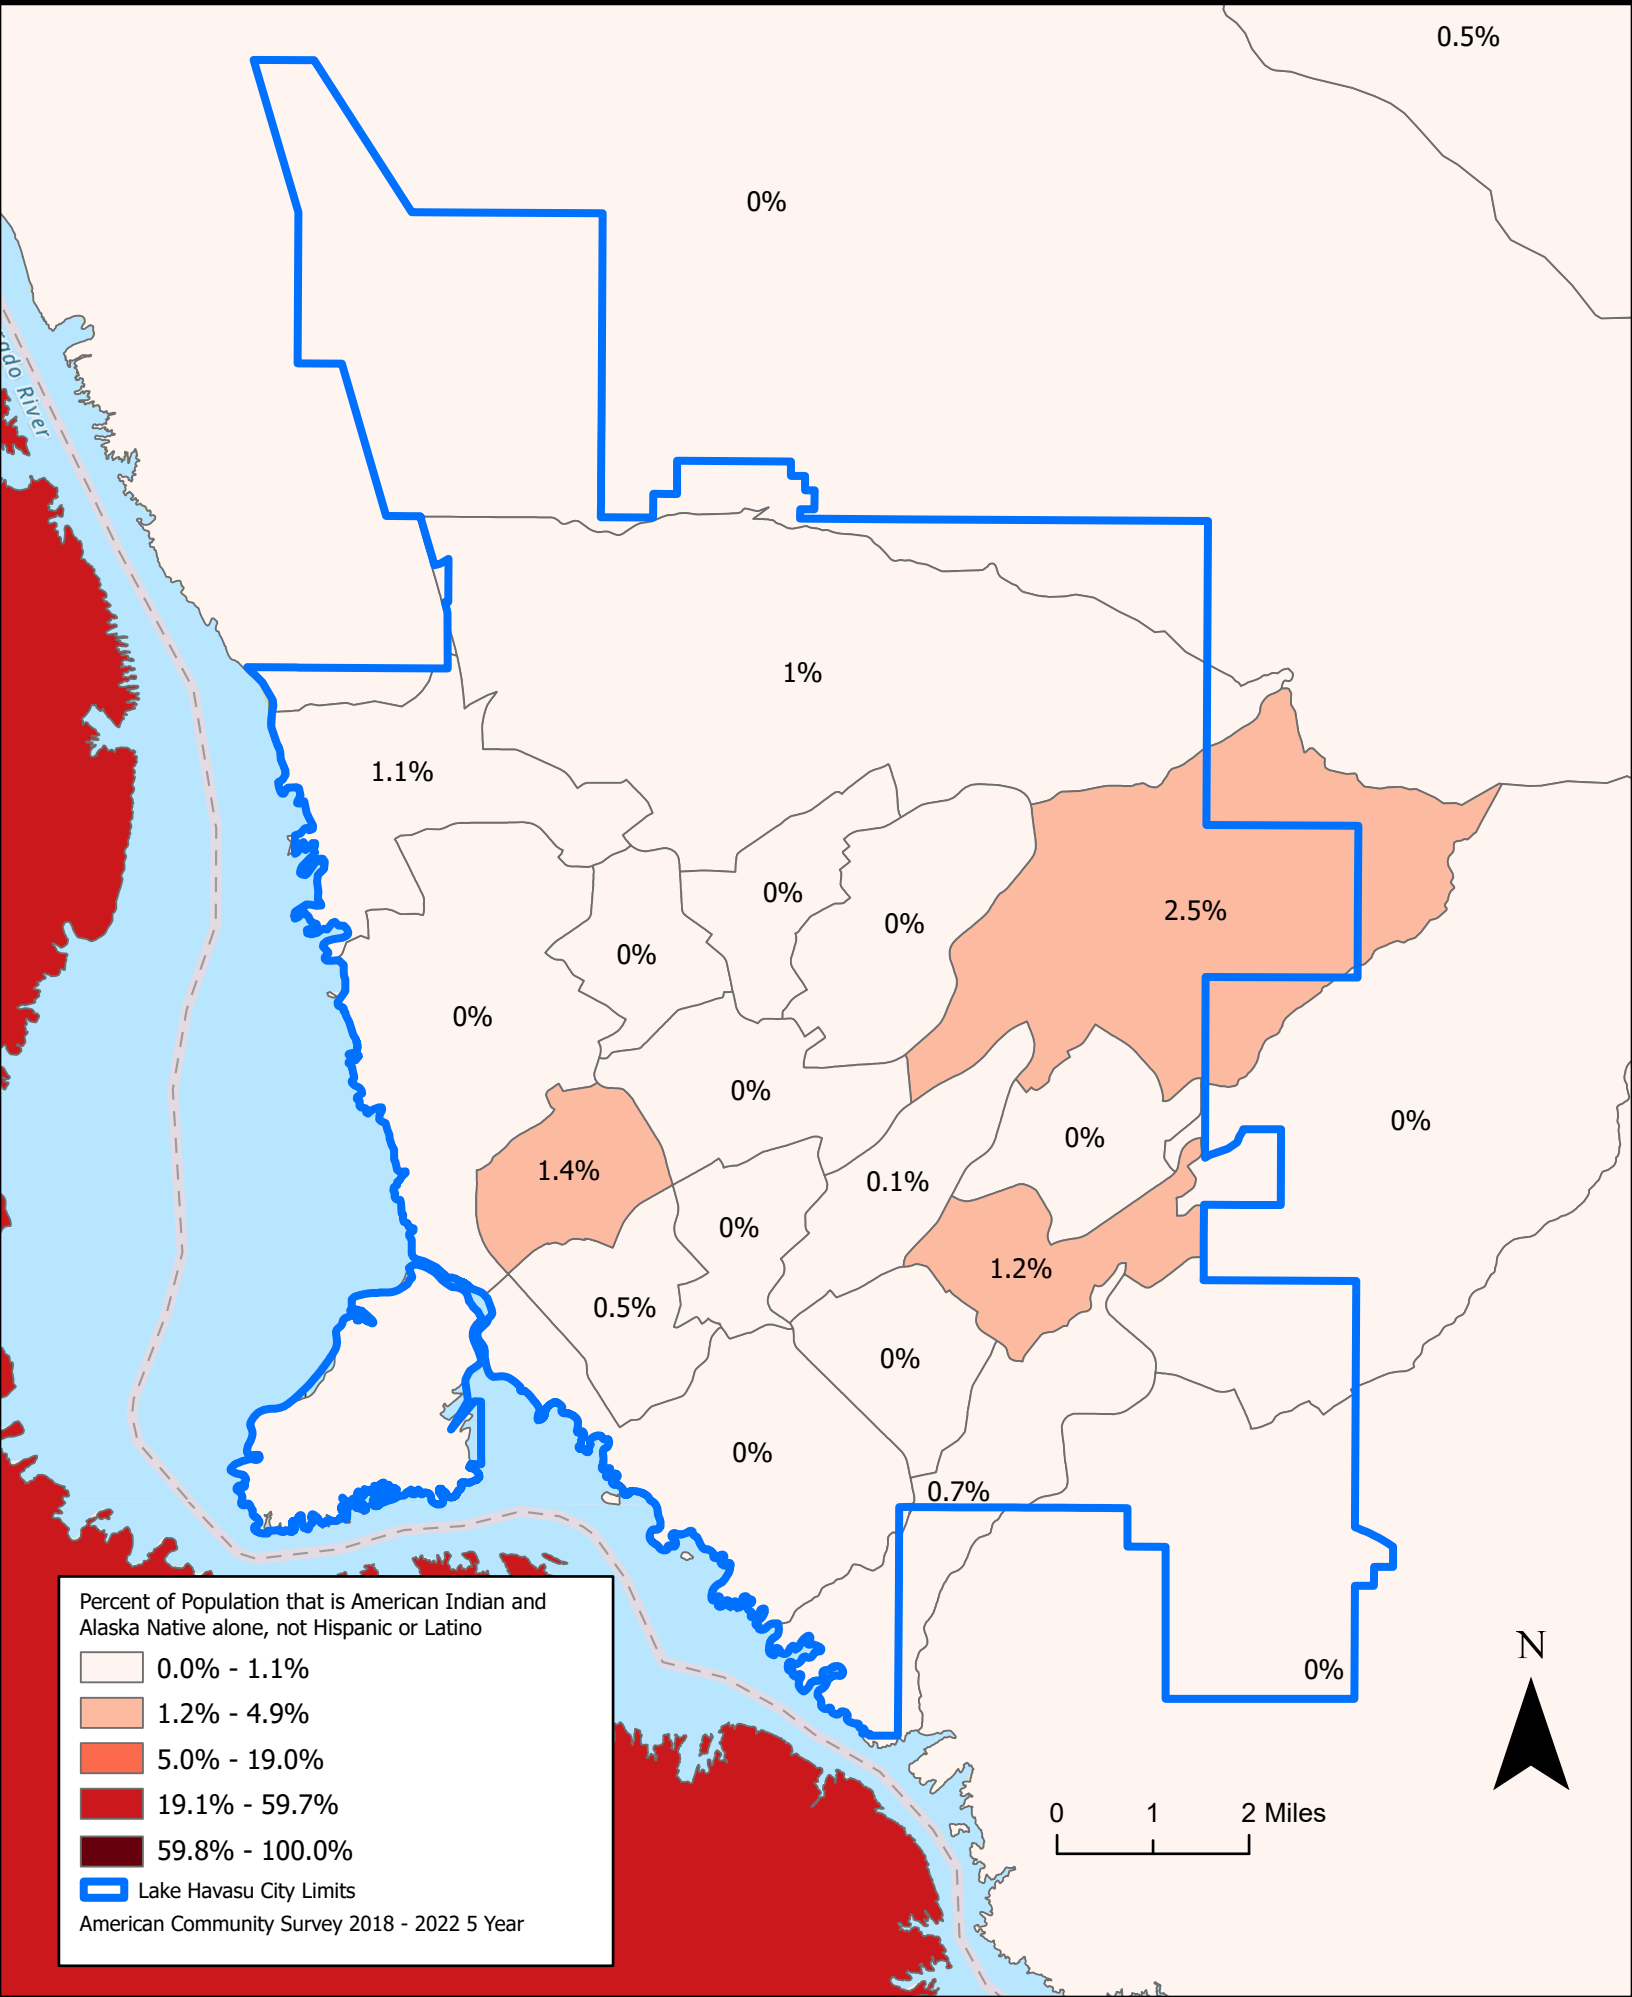 0.5%
0%
River
1%
1.1%
0%
0%
2.5%
0%
0%
0%
0%
0%
0%
1.4%
0.1%
0%
1.2%
0.5%
0%
0%
0.7%
Percent of Population that is American Indian and
Alaska Native alone, not Hispanic or Latino
0.0% - 1.1%
1.2% - 4.9%
5.0% - 19.0%
19.1% - 59.7%
59.8% - 100.0%
Lake Havasu City Limits
American Community Survey 2018 - 2022 5 Year
N
0%
0 1 2 Miles